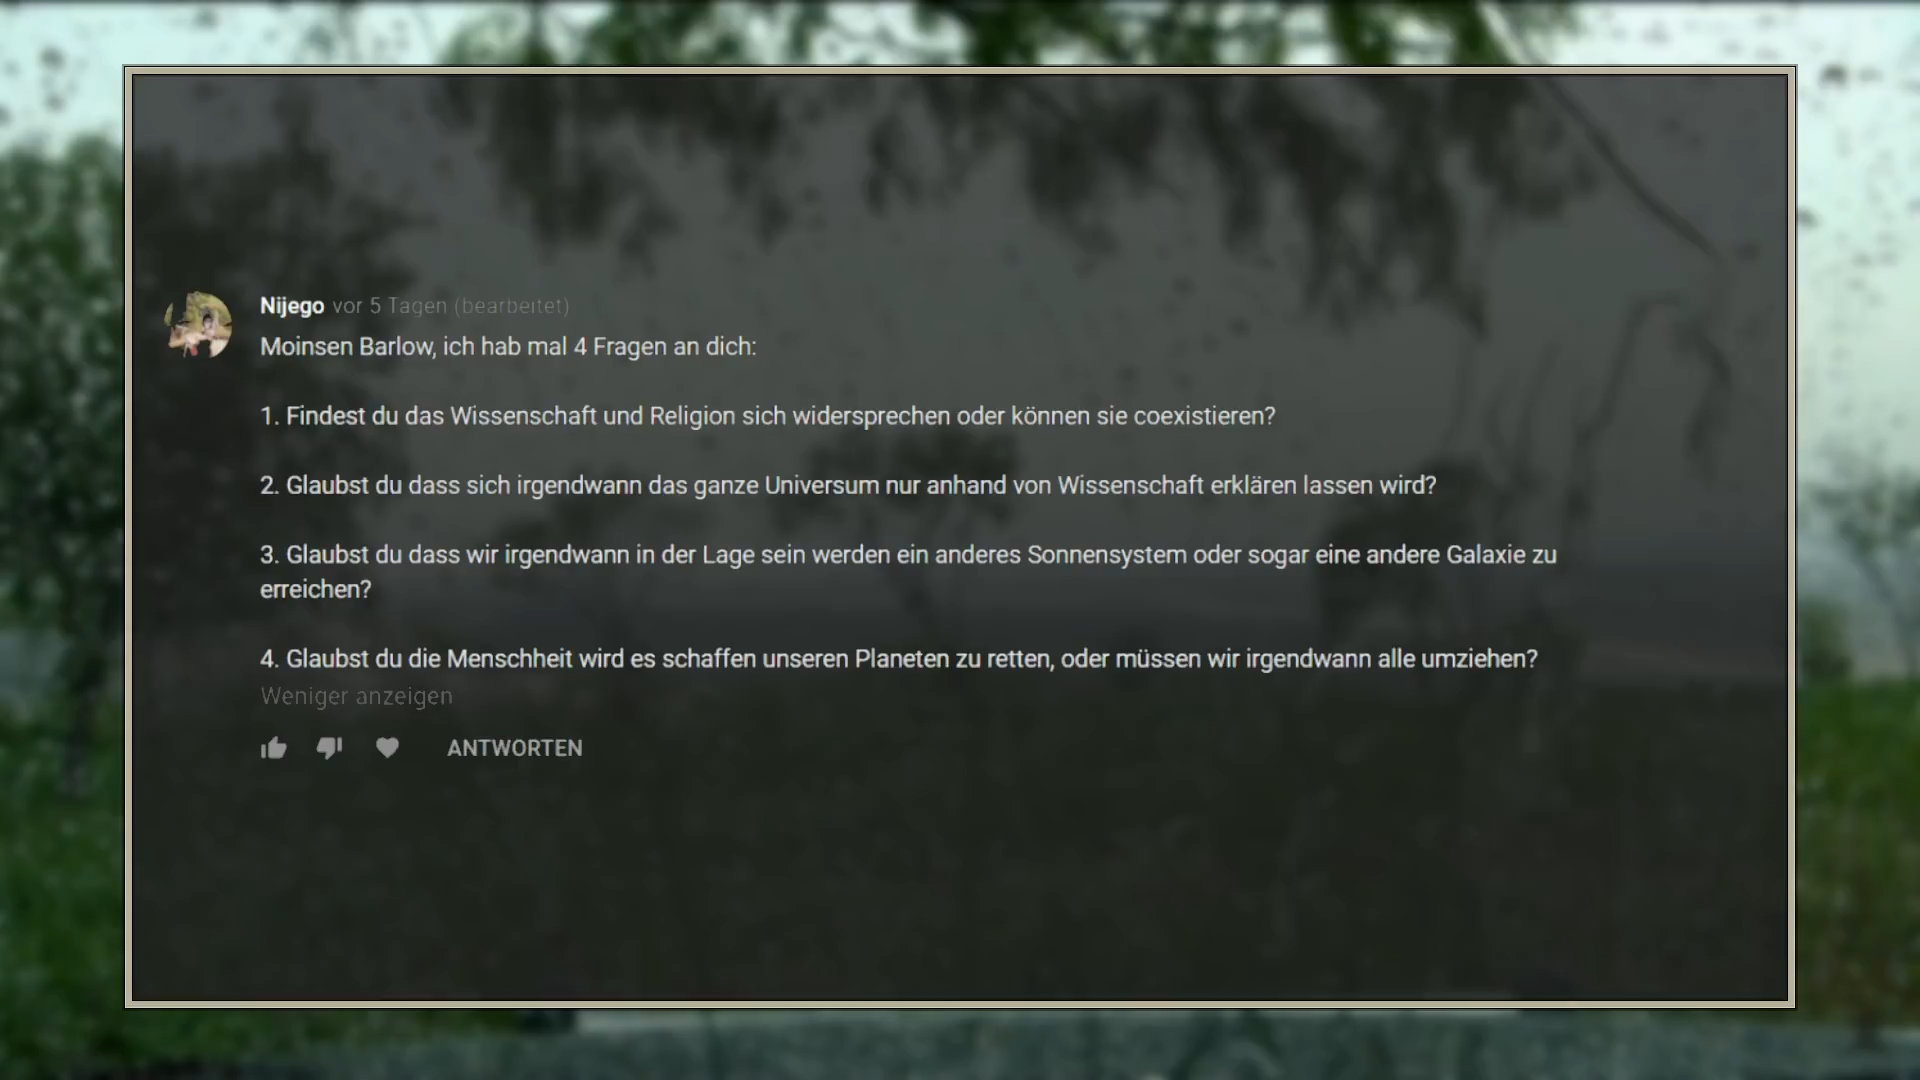 Nijego vor 5 Tagen (bearbeitet)
Moinsen Barlow, ich hab mal 4 Fragen an dich:
1. Findest du das Wissenschaft und Religion sich widersprechen oder können sie coexistieren?
2. Glaubst du dass sich irgendwann das ganze Universum nur anhand von Wissenschaft erklären lassen wird?
3. Glaubst du dass wir irgendwann in der Lage sein werden ein anderes Sonnensystem oder sogar eine andere Galaxie zu
erreichen?
4. Glaubst du die Menschheit wird es schaffen unseren Planeten zu retten, oder müssen wir irgendwann alle umziehen?
Weniger anzeigen
ANTWORTEN